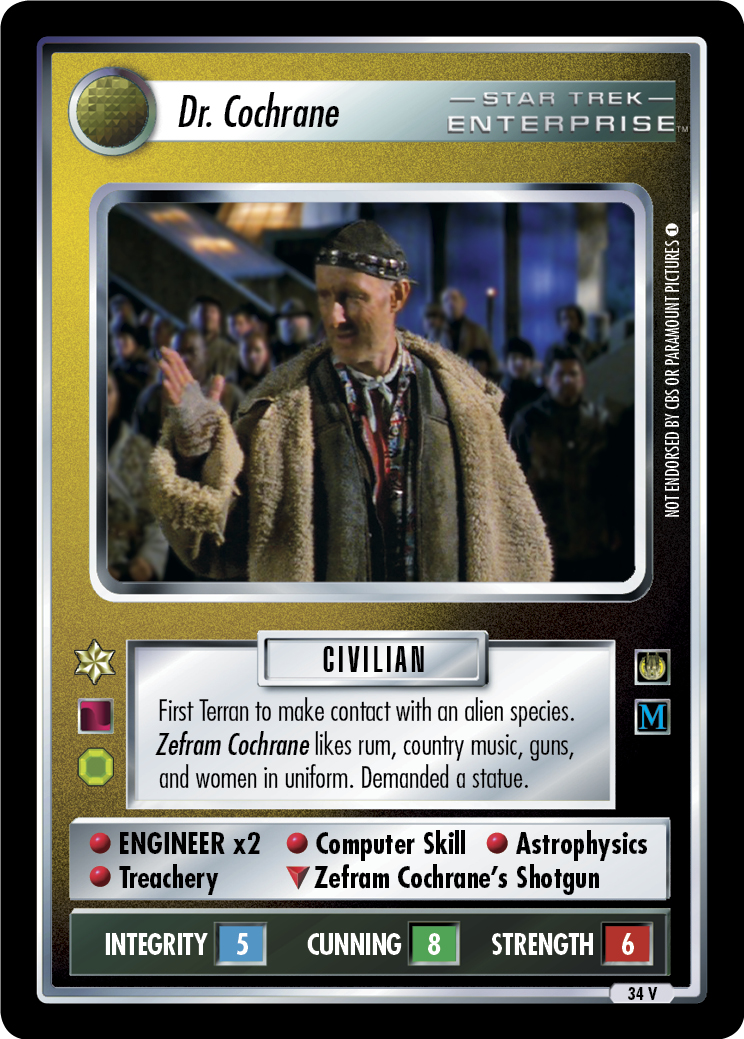 Dr. Cochrane
STAR TREK
ENTERPRISE™
NOT ENDORSED BY CBS OR PARAMOUNT PICTURES 1
CIVILIAN
First Terran to make contact with an alien species.
Zefram Cochrane likes rum, country music, guns,
and women in uniform. Demanded a statue.
M
ENGINEER x2 Computer Skill Astrophysics
Treachery Zefram Cochrane's Shotgun
INTEGRITY 5 CUNNING 8 STRENGTH 6
34 V